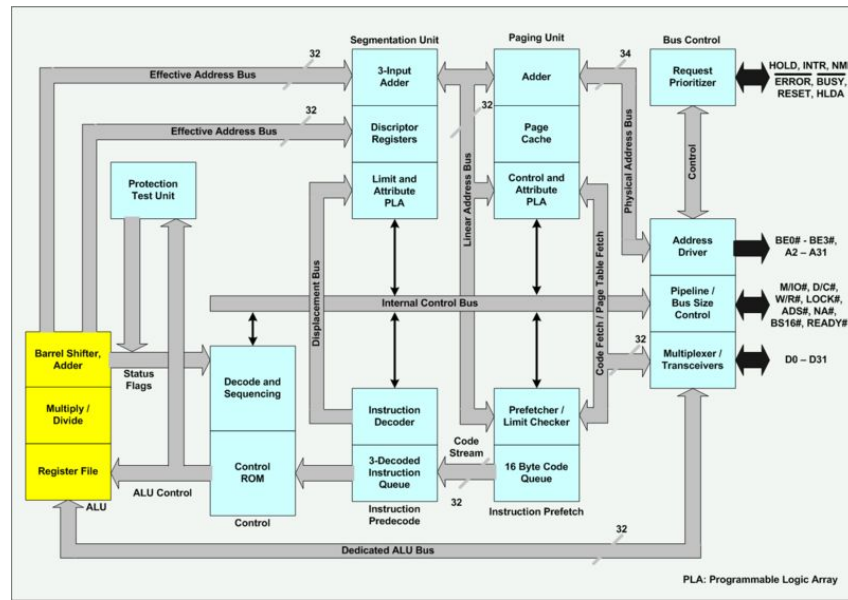 Segmentation Unit
Paging Unit
Bus Control
32
Effective Address Bus
3-Input
Adder
Adder
34
Request
Prioritizer
HOLD, INTR, NMI
ERROR, BUSY,
RESET, HLDA
32
Effective Address Bus
Discriptor
Registers
32
Page
Cache
Protection
Test Unit
Limit and
Attribute
PLA
Linear Address Bus
Control and
Attribute
PLA
Physical Address Bus
Control
Displacement Bus
Code Fetch / Page Table Fetch
Address
Driver
BE0# - BE3#,
A2 – A31
Internal Control Bus
Pipeline /
Bus Size
Control
M/IO#, D/C#,
W/R#, LOCK#,
ADS#, NA#,
BS16#, READY#
Barrel Shifter,
Adder
Status
Flags
Decode and
Sequencing
32
Multiplexer /
Transceivers
D0 – D31
Multiply /
Divide
Instruction
Decoder
Prefetcher /
Limit Checker
Register File
ALU Control
Control
ROM
3-Decoded
Instruction
Queue
Code
Stream
32
16 Byte Code
Queue
ALU
Control
Instruction
Predecode
Instruction Prefetch
32
Dedicated ALU Bus
PLA: Programmable Logic Array